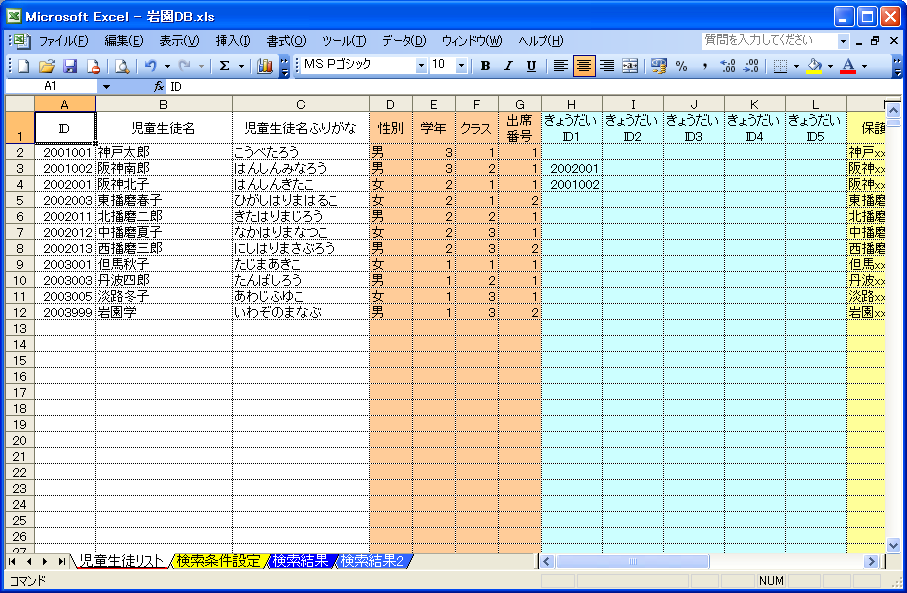 Microsoft Excel - 岩園DB.xls
ファイル(F) 編集(E) 表示(V) 挿入(I) 書式(O) ツール(T) データ(D) ウィンドウ(W) ヘルプ(H) 質問を入力してください
MS Pゴシック 10 B I U
A1 fx ID
A B C D E F G H I J K L
1 ID 児童生徒名 児童生徒名ふりがな 性別 学年 クラス 出席番号 きょうだいID1 きょうだいID2 きょうだいID3 きょうだいID4 きょうだいID5 保護
2 2001001 神戸太郎 こうべたろう 男 3 1 1 神戸xx
3 2001002 阪神南郎 はんしんみなろう 男 3 2 1 2002001 阪神xx
4 2002001 阪神北子 はんしんきたこ 女 2 1 1 2001002 阪神xx
5 2002003 東播磨春子 ひがしはりまはるこ 女 2 1 2 東播磨
6 2002011 北播磨二郎 きたはりまじろう 男 2 2 1 北播磨
7 2002012 中播磨夏子 なかはりまなつこ 女 2 3 1 中播磨
8 2002013 西播磨三郎 にしはりまさぶろう 男 2 3 2 西播磨
9 2003001 但馬秋子 たじまあきこ 女 1 1 1 但馬xx
10 2003003 丹波四郎 たんばしろう 男 1 2 1 丹波xx
11 2003005 淡路冬子 あわじふゆこ 女 1 3 1 淡路xx
12 2003999 岩園学 いわぞのまなぶ 男 1 3 2 岩園xx
13
14
15
16
17
18
19
20
21
22
23
24
25
26
27
児童生徒リスト 検索条件設定 検索結果 検索結果2
コマンド NUM